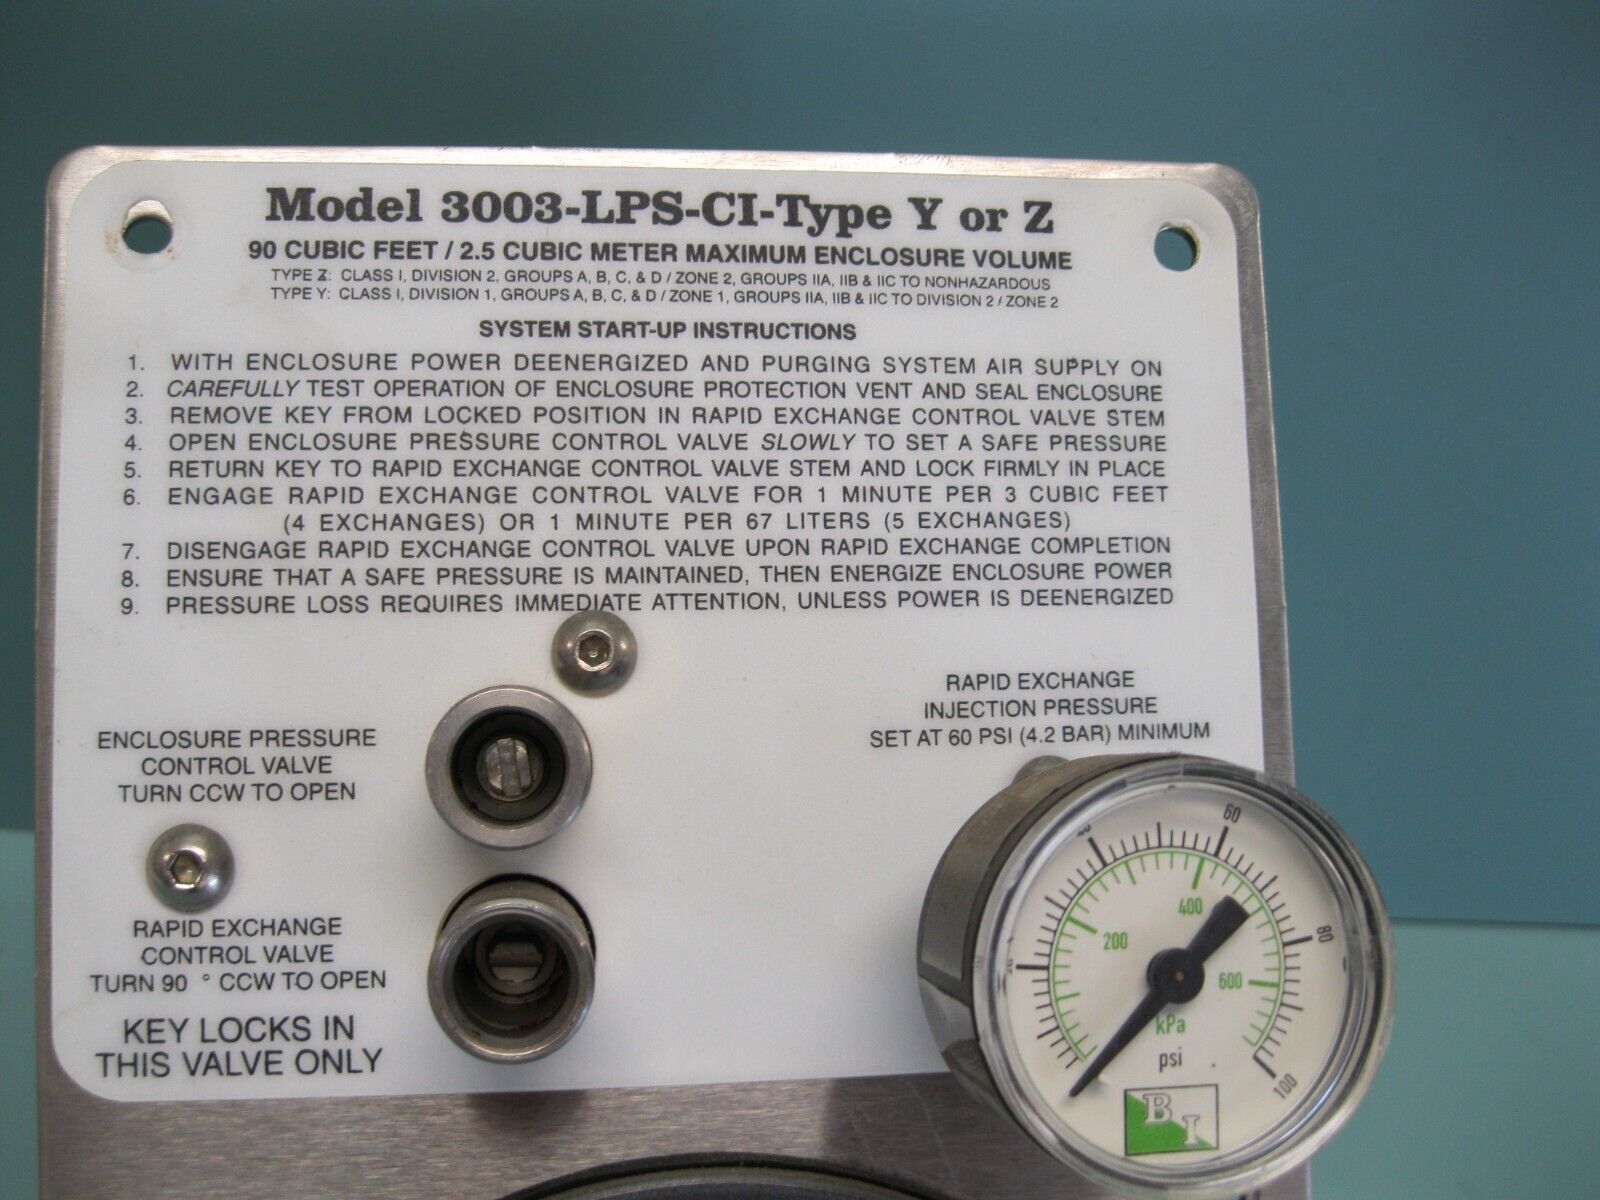 Model 3003-LPS-CI-Type Y or Z
90 CUBIC FEET / 2.5 CUBIC METER MAXIMUM ENCLOSURE VOLUME
TYPE Z: CLASS I, DIVISION 2, GROUPS A, B, C, & D / ZONE 2, GROUPS IIA, IIB & IIC TO NONHAZARDOUS
TYPE Y: CLASS I, DIVISION 1, GROUPS A, B, C, & D / ZONE 1, GROUPS IIA, IIB & IIC TO DIVISION 2 / ZONE 2
SYSTEM START-UP INSTRUCTIONS
1. WITH ENCLOSURE POWER DEENERGIZED AND PURGING SYSTEM AIR SUPPLY ON
2. CAREFULLY TEST OPERATION OF ENCLOSURE PROTECTION VENT AND SEAL ENCLOSURE
3. REMOVE KEY FROM LOCKED POSITION IN RAPID EXCHANGE CONTROL VALVE STEM
4. OPEN ENCLOSURE PRESSURE CONTROL VALVE SLOWLY TO SET A SAFE PRESSURE
5. RETURN KEY TO RAPID EXCHANGE CONTROL VALVE STEM AND LOCK FIRMLY IN PLACE
6. ENGAGE RAPID EXCHANGE CONTROL VALVE FOR 1 MINUTE PER 3 CUBIC FEET
(4 EXCHANGES) OR 1 MINUTE PER 67 LITERS (5 EXCHANGES)
7. DISENGAGE RAPID EXCHANGE CONTROL VALVE UPON RAPID EXCHANGE COMPLETION
8. ENSURE THAT A SAFE PRESSURE IS MAINTAINED, THEN ENERGIZE ENCLOSURE POWER
9. PRESSURE LOSS REQUIRES IMMEDIATE ATTENTION, UNLESS POWER IS DEENERGIZED
RAPID EXCHANGE
INJECTION PRESSURE
SET AT 60 PSI (4.2 BAR) MINIMUM
ENCLOSURE PRESSURE
CONTROL VALVE
TURN CCW TO OPEN
RAPID EXCHANGE
CONTROL VALVE
TURN 90 ° CCW TO OPEN
KEY LOCKS IN
THIS VALVE ONLY
20
40
60
80
100
200
400
600
kPa
psi
B I